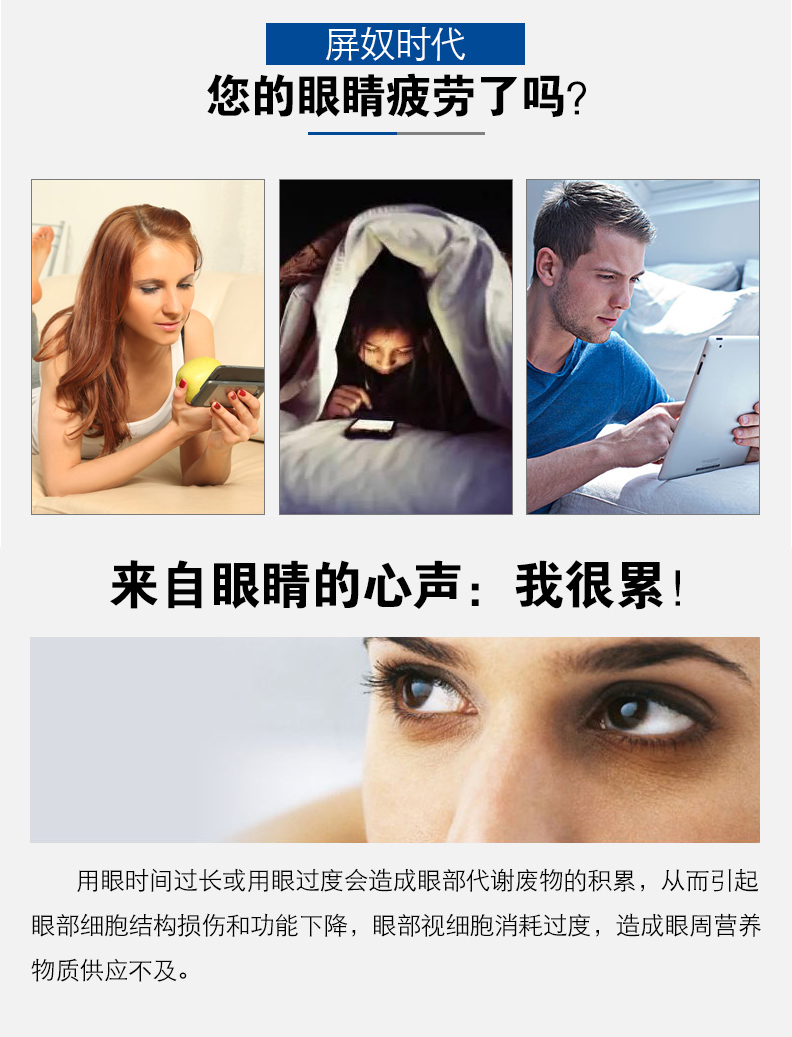 屏奴时代
您的眼睛疲劳了吗?
来自眼睛的心声：我很累!
用眼时间过长或用眼过度会造成眼部代谢废物的积累，从而引起
眼部细胞结构损伤和功能下降，眼部视细胞消耗过度，造成眼周营养
物质供应不及。